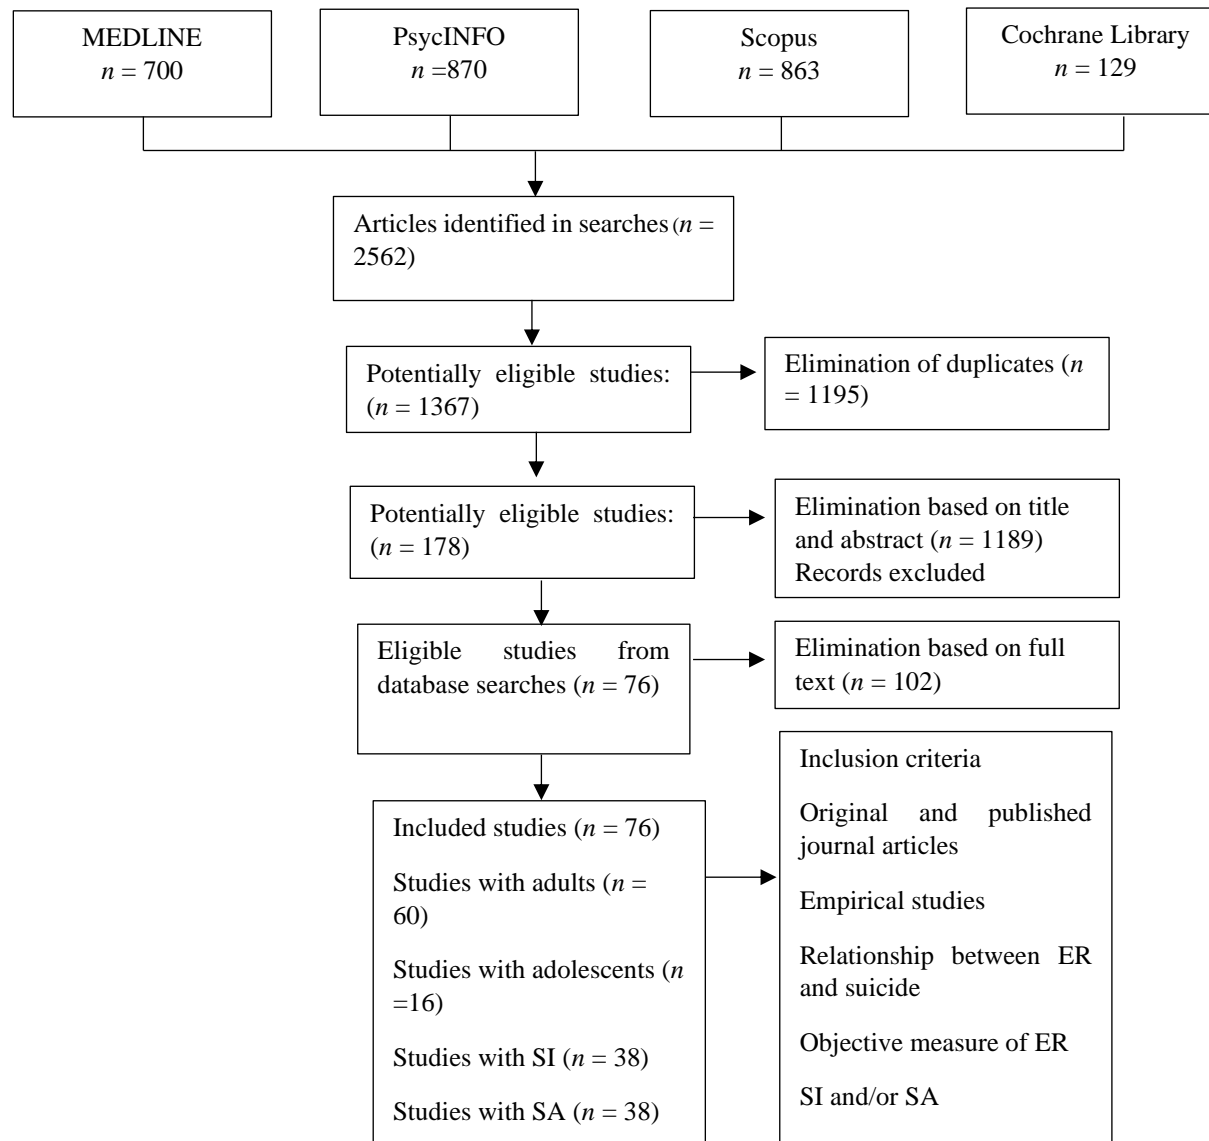 MEDLINE
n = 700
PsycINFO
n =870
Scopus
n = 863
Cochrane Library
n = 129
Articles identified in searches (n =
2562)
Potentially eligible studies:
(n = 1367)
Elimination of duplicates (n
= 1195)
Potentially eligible studies:
(n = 178)
Elimination based on title
and abstract (n = 1189)
Records excluded
Eligible studies from
database searches (n = 76)
Elimination based on full
text (n = 102)
Included studies (n = 76)
Studies with adults (n =
60)
Studies with adolescents (n
=16)
Studies with SI (n = 38)
Studies with SA (n = 38)
Inclusion criteria
Original and published
journal articles
Empirical studies
Relationship between ER
and suicide
Objective measure of ER
SI and/or SA